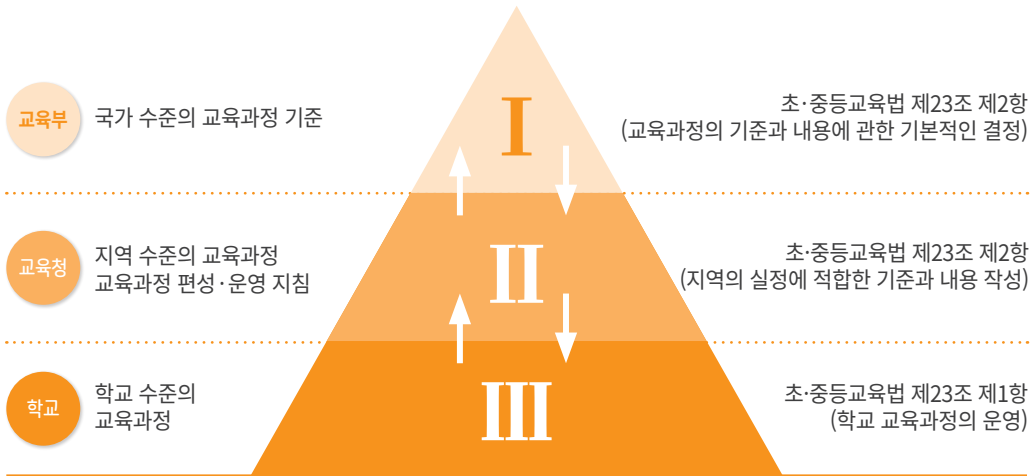 교육부
국가 수준의 교육과정 기준
I
초·중등교육법 제23조 제2항
(교육과정의 기준과 내용에 관한 기본적인 결정)
교육청
지역 수준의 교육과정
교육과정 편성·운영 지침
II
초·중등교육법 제23조 제2항
(지역의 실정에 적합한 기준과 내용 작성)
학교
학교 수준의
교육과정
III
초·중등교육법 제23조 제1항
(학교 교육과정의 운영)